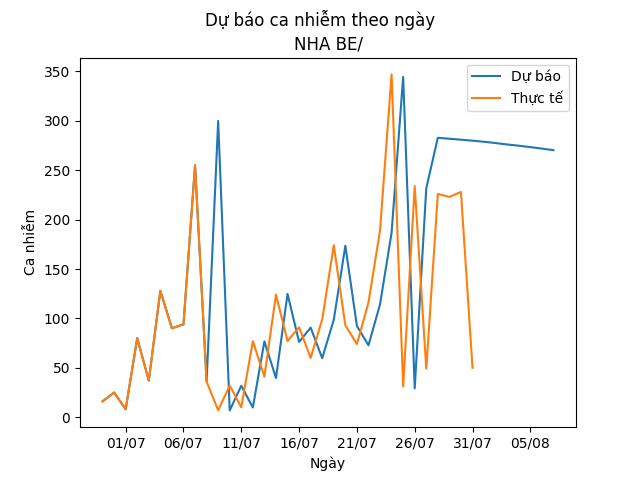 Dự báo ca nhiễm theo ngày
NHA BE/
Dự báo
Thực tế
Ca nhiễm
350
300
250
200
150
100
50
0
01/07 06/07 11/07 16/07 21/07 26/07 31/07 05/08
Ngày